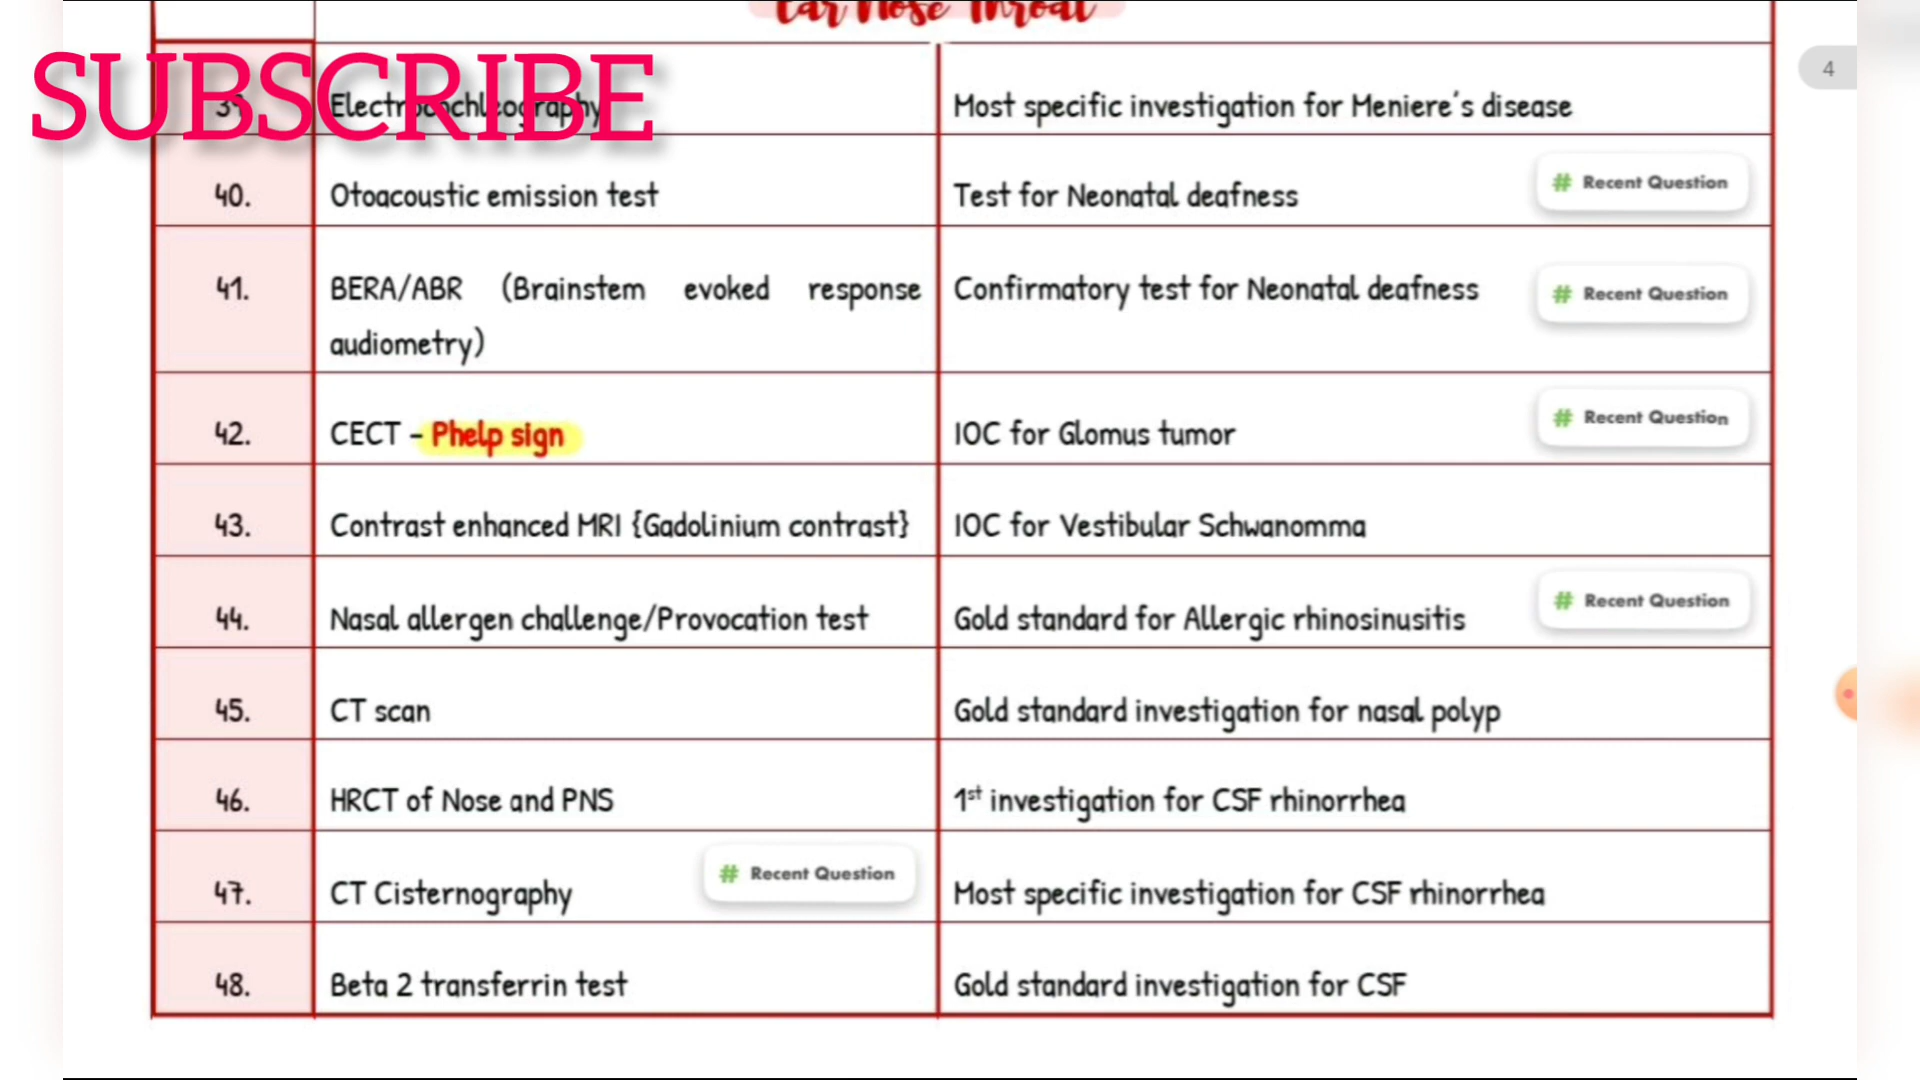 Ear Nose Throat
SUBSCRIBE
4
39. Electrocochleography Most specific investigation for Meniere's disease
40. Otoacoustic emission test Test for Neonatal deafness # Recent Question
41. BERA/ABR (Brainstem evoked response Confirmatory test for Neonatal deafness # Recent Question
audiometry)
42. CECT - Phelp sign IOC for Glomus tumor # Recent Question
43. Contrast enhanced MRI {Gadolinium contrast} IOC for Vestibular Schwanomma
44. Nasal allergen challenge/Provocation test Gold standard for Allergic rhinosinusitis # Recent Question
45. CT scan Gold standard investigation for nasal polyp
46. HRCT of Nose and PNS 1st investigation for CSF rhinorrhea
47. CT Cisternography # Recent Question Most specific investigation for CSF rhinorrhea
48. Beta 2 transferrin test Gold standard investigation for CSF